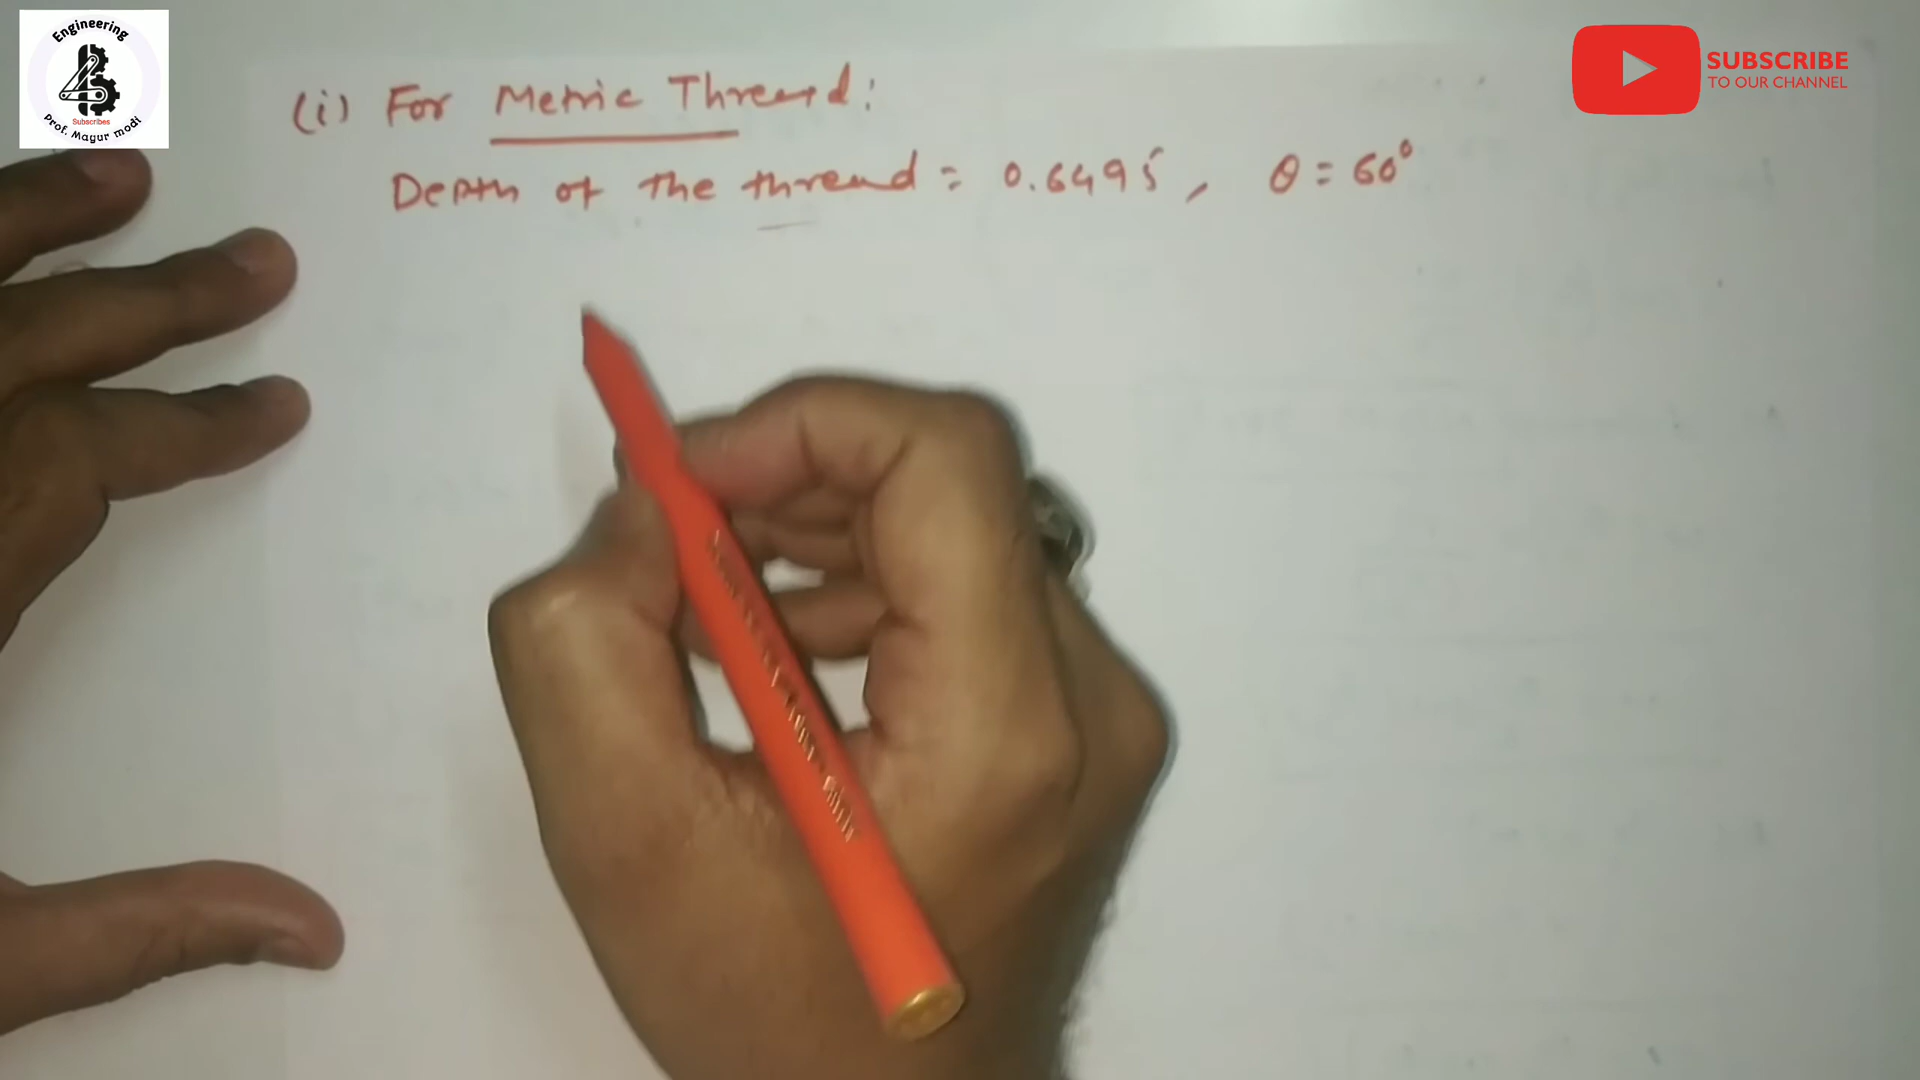 Engineering
Subscribes
Prof. Mayur modi
SUBSCRIBE
TO OUR CHANNEL
(i) For Metric Thread:
Depth of the thread = 0.6495, θ = 60°